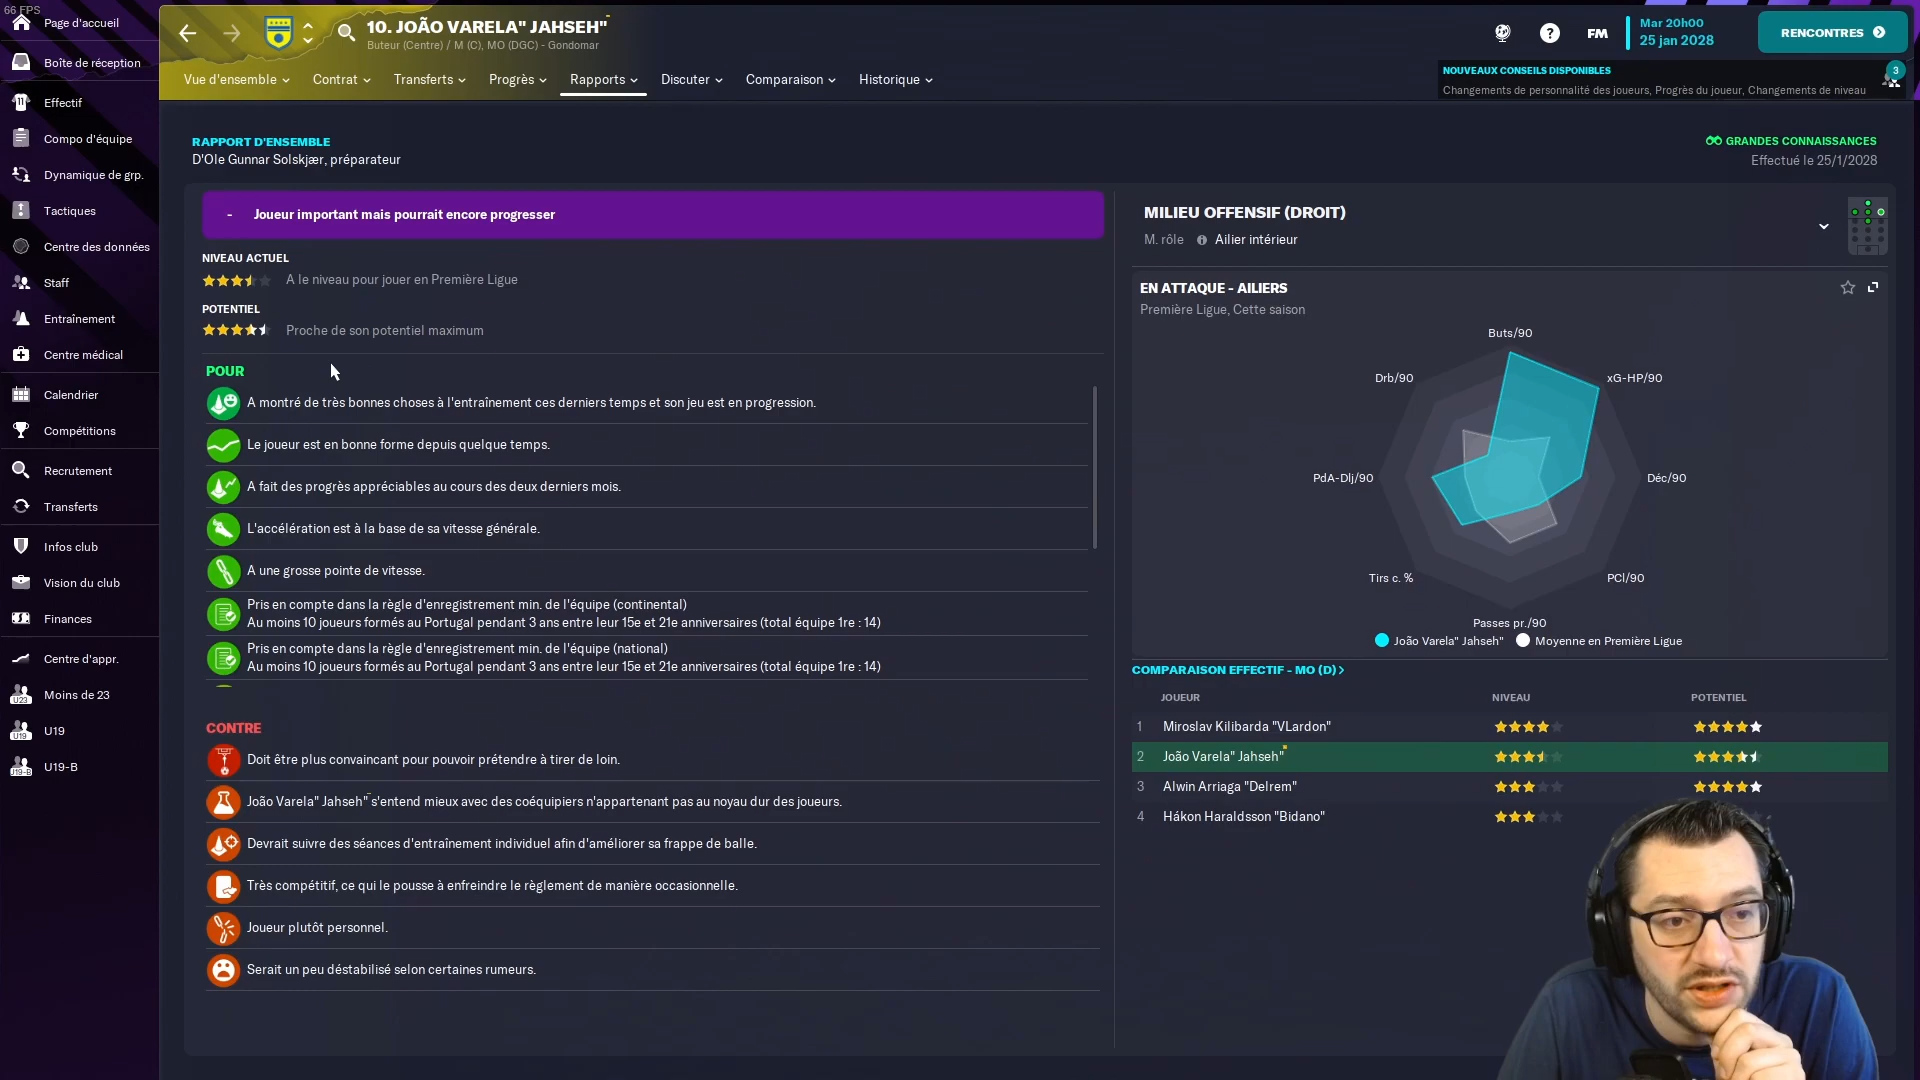 66 FPS
Page d'accueil
Boîte de réception
Effectif
Compo d'équipe
Dynamique de grp.
Tactiques
Centre des données
Staff
Entraînement
Centre médical
Calendrier
Compétitions
Recrutement
Transferts
Infos club
Vision du club
Finances
Centre d'appr.
Moins de 23
U19
U19-B
10. JOÃO VARELA" JAHSEH"
Buteur (Centre) / M (C), MO (DGC) - Gondomar
FM
Mar 20h00
25 jan 2028
RENCONTRES
Vue d'ensemble
Contrat
Transferts
Progrès
Rapports
Discuter
Comparaison
Historique
NOUVEAUX CONSEILS DISPONIBLES
3
Changements de personnalité des joueurs, Progrès du joueur, Changements de niveau
RAPPORT D'ENSEMBLE
D'Ole Gunnar Solskjær, préparateur
GRANDES CONNAISSANCES
Effectué le 25/1/2028
- Joueur important mais pourrait encore progresser
NIVEAU ACTUEL
A le niveau pour jouer en Première Ligue
POTENTIEL
Proche de son potentiel maximum
POUR
A montré de très bonnes choses à l'entraînement ces derniers temps et son jeu est en progression.
Le joueur est en bonne forme depuis quelque temps.
A fait des progrès appréciables au cours des deux derniers mois.
L'accélération est à la base de sa vitesse générale.
A une grosse pointe de vitesse.
Pris en compte dans la règle d'enregistrement min. de l'équipe (continental)
Au moins 10 joueurs formés au Portugal pendant 3 ans entre leur 15e et 21e anniversaires (total équipe 1re : 14)
Pris en compte dans la règle d'enregistrement min. de l'équipe (national)
Au moins 10 joueurs formés au Portugal pendant 3 ans entre leur 15e et 21e anniversaires (total équipe 1re : 14)
CONTRE
Doit être plus convaincant pour pouvoir prétendre à tirer de loin.
João Varela" Jahseh" s'entend mieux avec des coéquipiers n'appartenant pas au noyau dur des joueurs.
Devrait suivre des séances d'entraînement individuel afin d'améliorer sa frappe de balle.
Très compétitif, ce qui le pousse à enfreindre le règlement de manière occasionnelle.
Joueur plutôt personnel.
Serait un peu déstabilisé selon certaines rumeurs.
MILIEU OFFENSIF (DROIT)
M. rôle Ailier intérieur
EN ATTAQUE - AILIERS
Première Ligue, Cette saison
Buts/90
Drb/90
xG-HP/90
PdA-Dlj/90
Déc/90
Tirs c. %
PCl/90
Passes pr./90
João Varela" Jahseh"
Moyenne en Première Ligue
COMPARAISON EFFECTIF - MO (D)
JOUEUR NIVEAU POTENTIEL
1 Miroslav Kilibarda "VLardon"
2 João Varela" Jahseh"
3 Alwin Arriaga "Delrem"
4 Hákon Haraldsson "Bidano"